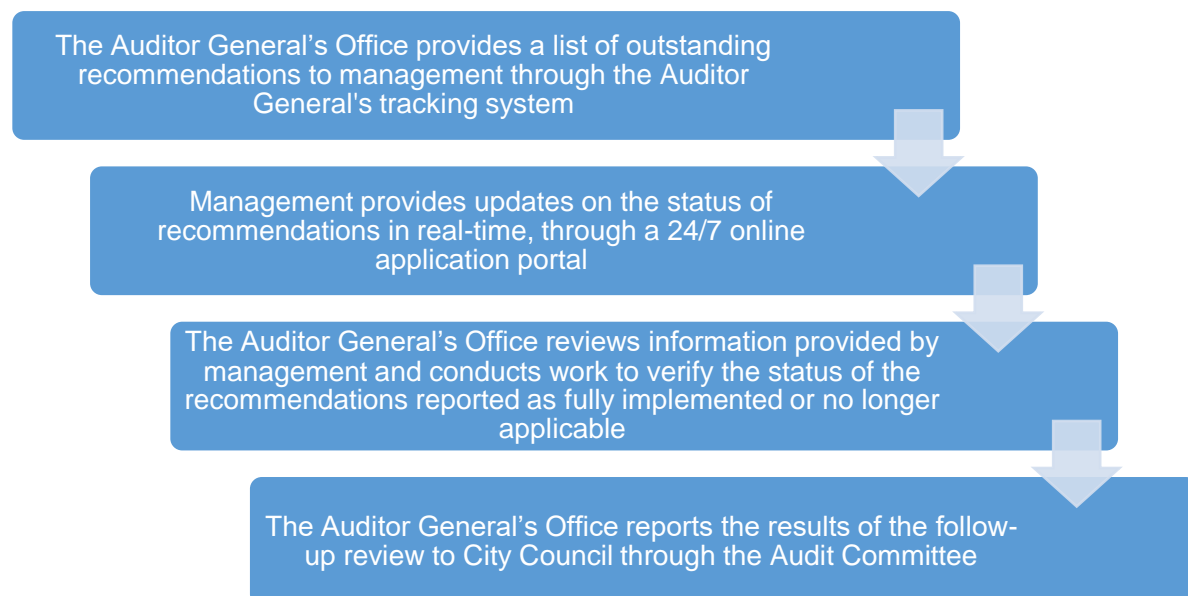 The Auditor General’s Office provides a list of outstanding
recommendations to management through the Auditor
General's tracking system
Management provides updates on the status of
recommendations in real-time, through a 24/7 online
application portal
The Auditor General’s Office reviews information provided by
management and conducts work to verify the status of the
recommendations reported as fully implemented or no longer
applicable
The Auditor General’s Office reports the results of the follow-
up review to City Council through the Audit Committee